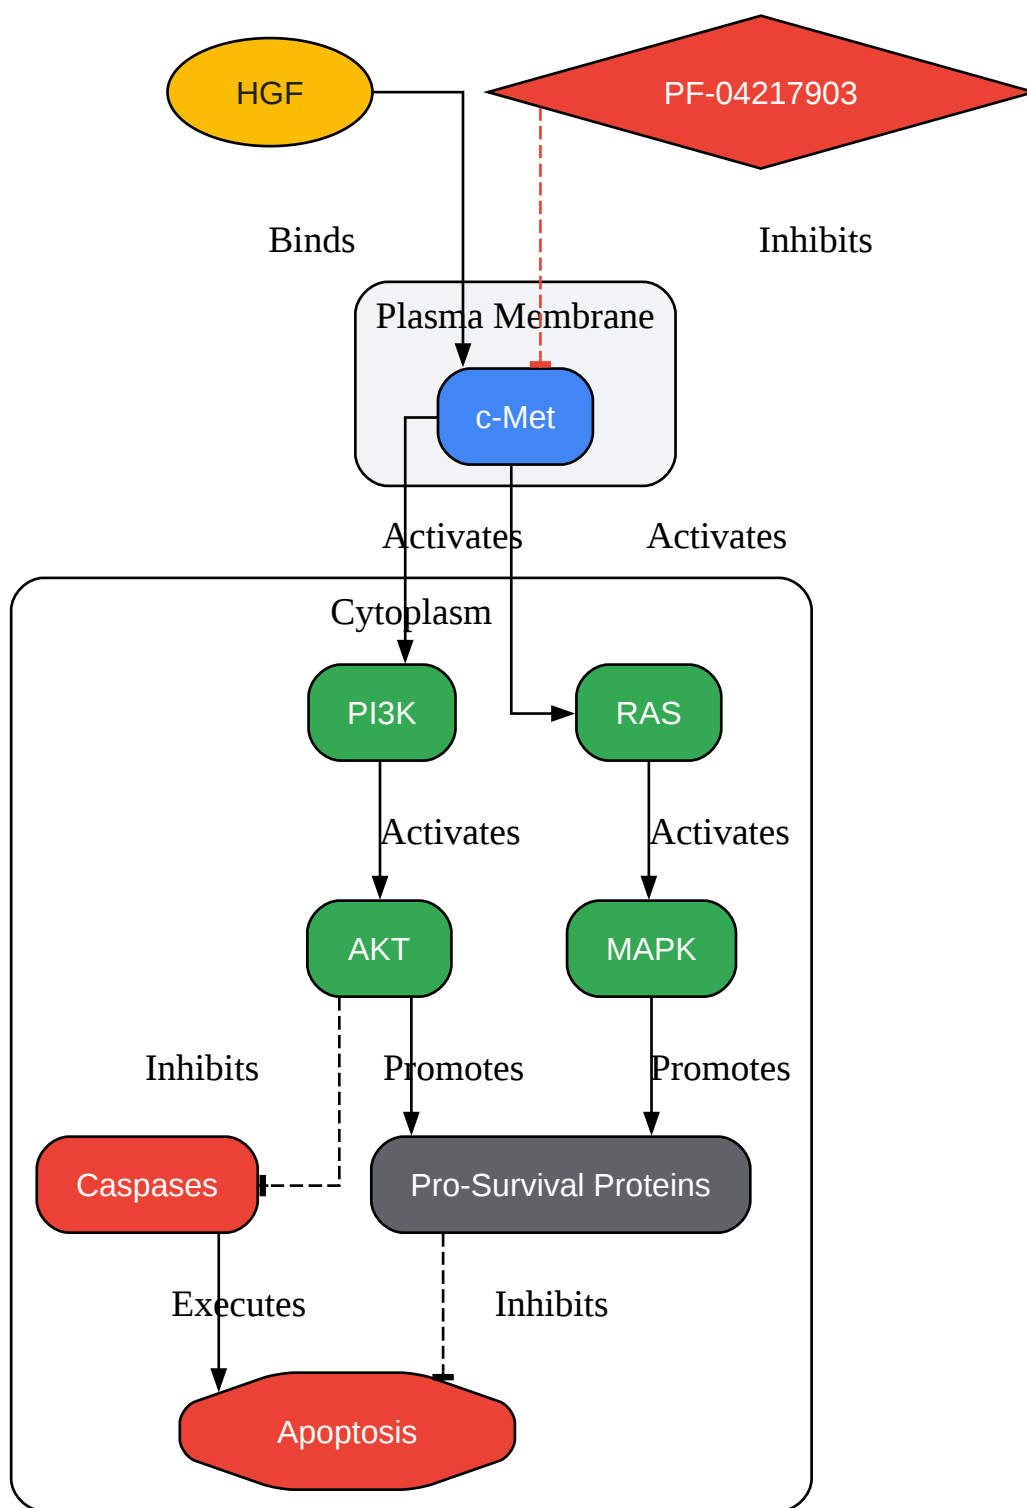 HGF
PF-04217903
Binds
Inhibits
Plasma Membrane
c-Met
Activates
Activates
Cytoplasm
PI3K
RAS
Activates
Activates
AKT
MAPK
Inhibits
Promotes
Promotes
Caspases
Pro-Survival Proteins
Executes
Inhibits
Apoptosis